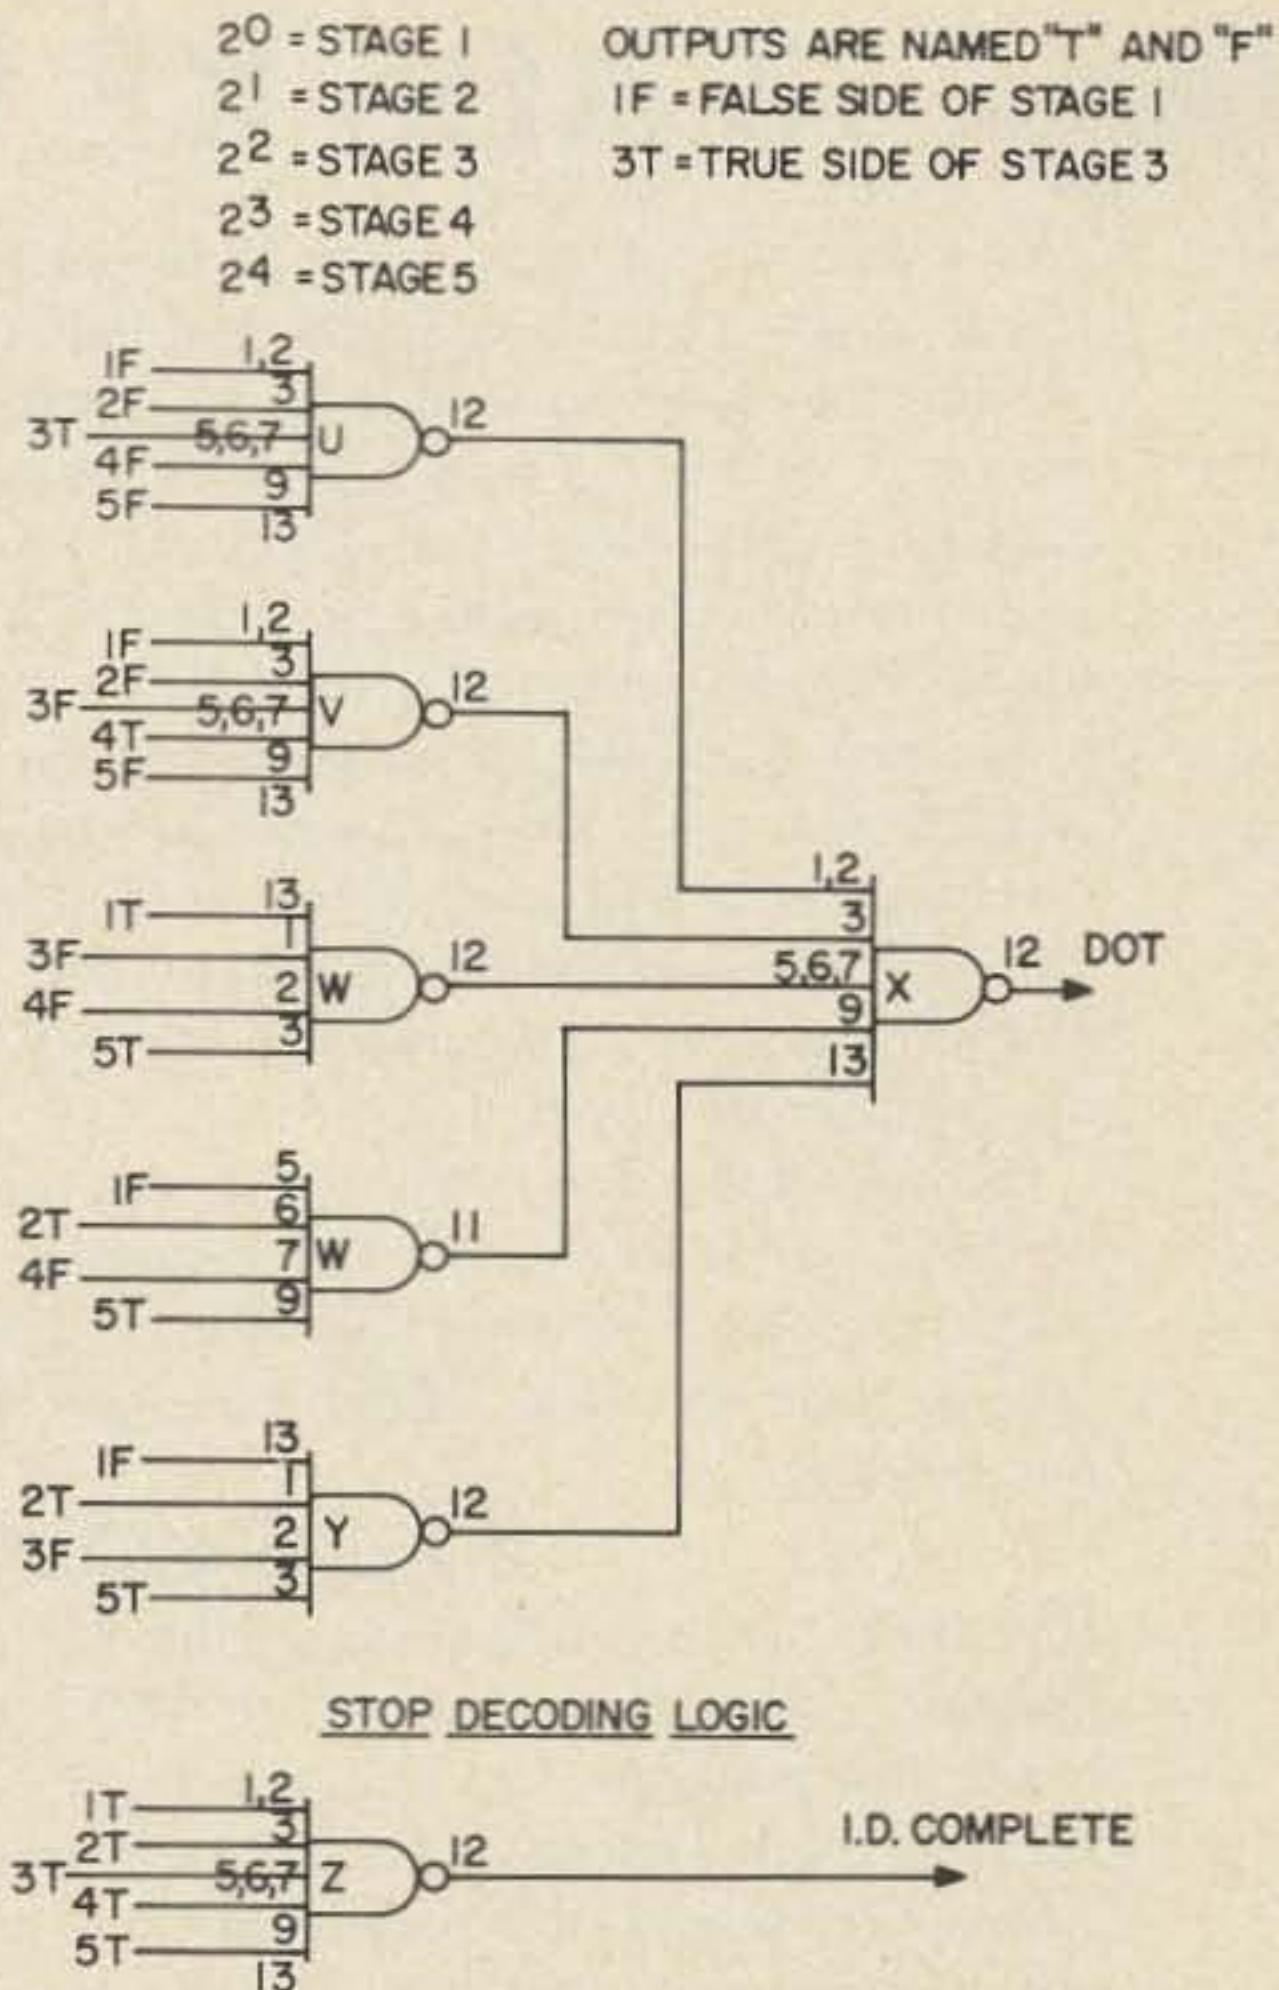 2⁰ = STAGE 1
2¹ = STAGE 2
2² = STAGE 3
2³ = STAGE 4
2⁴ = STAGE 5
OUTPUTS ARE NAMED "T" AND "F"
1F = FALSE SIDE OF STAGE 1
3T = TRUE SIDE OF STAGE 3
1F 1,2
2F 3
3T 5,6,7 U 12
4F 9
5F 13
1F 1,2
2F 3
3F 5,6,7 V 12
4T 9
5F 13
1T 13
3F 1
W 12
4F 2
5T 3
1,2
3
5,6,7 X 12 DOT
9
13
1F 5
2T 6
W 11
4F 7
5T 9
1F 13
2T 1
Y 12
3F 2
5T 3
STOP DECODING LOGIC
1T 1,2
2T 3
3T 5,6,7 Z 12 I.D. COMPLETE
4T 9
5T 13